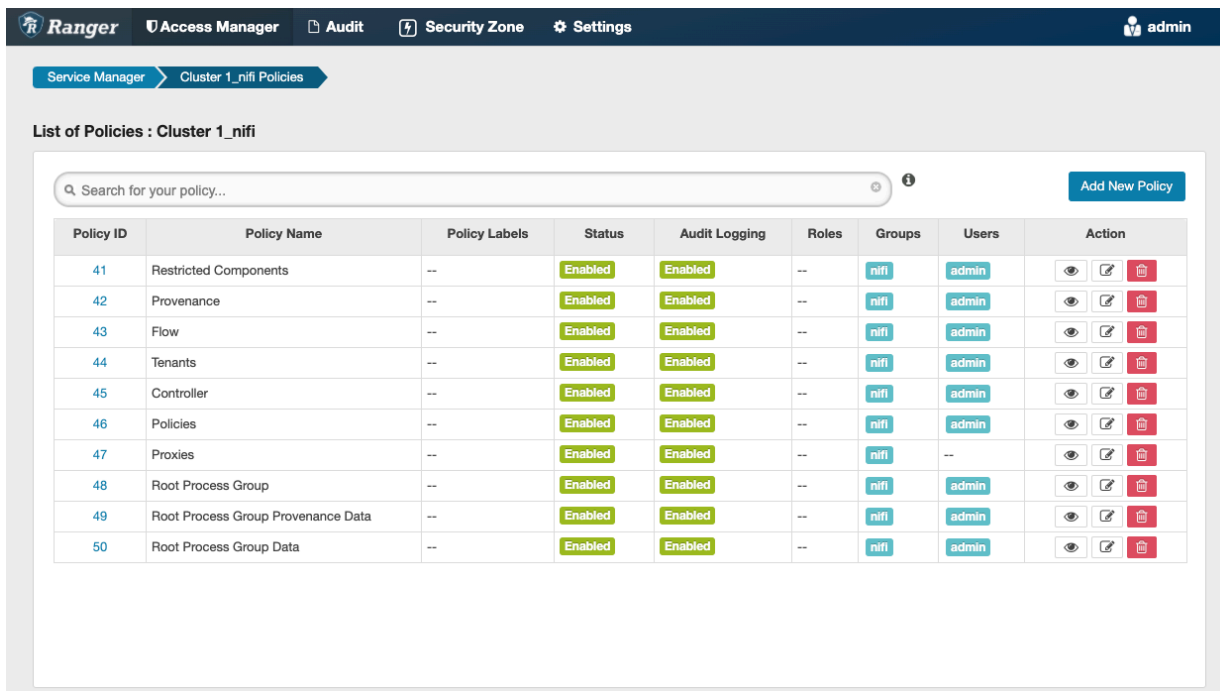 Ranger Access Manager Audit Security Zone Settings admin
Service Manager Cluster 1_nifi Policies
List of Policies : Cluster 1_nifi
Search for your policy... Add New Policy
Policy ID Policy Name Policy Labels Status Audit Logging Roles Groups Users Action
41 Restricted Components -- Enabled Enabled -- nifi admin
42 Provenance -- Enabled Enabled -- nifi admin
43 Flow -- Enabled Enabled -- nifi admin
44 Tenants -- Enabled Enabled -- nifi admin
45 Controller -- Enabled Enabled -- nifi admin
46 Policies -- Enabled Enabled -- nifi admin
47 Proxies -- Enabled Enabled -- nifi --
48 Root Process Group -- Enabled Enabled -- nifi admin
49 Root Process Group Provenance Data -- Enabled Enabled -- nifi admin
50 Root Process Group Data -- Enabled Enabled -- nifi admin